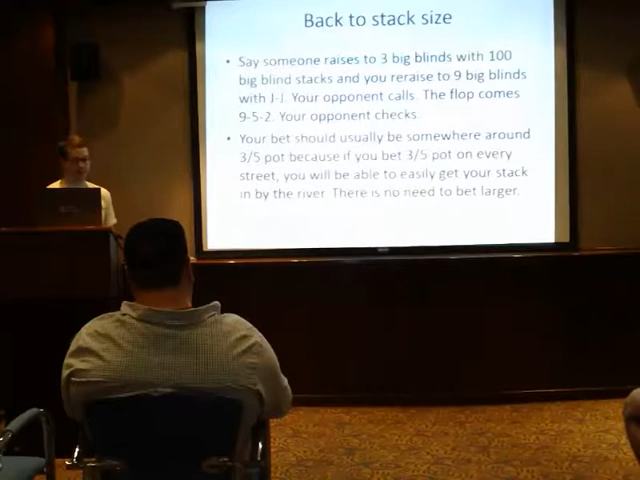 Back to stack size
• Say someone raises to 3 big blinds with 100
big blind stacks and you reraise to 9 big blinds
with J-J. Your opponent calls. The flop comes
9-5-2. Your opponent checks.
• Your bet should usually be somewhere around
3/5 pot because if you bet 3/5 pot on every
street, you will be able to easily get your stack
in by the river. There is no need to bet larger.